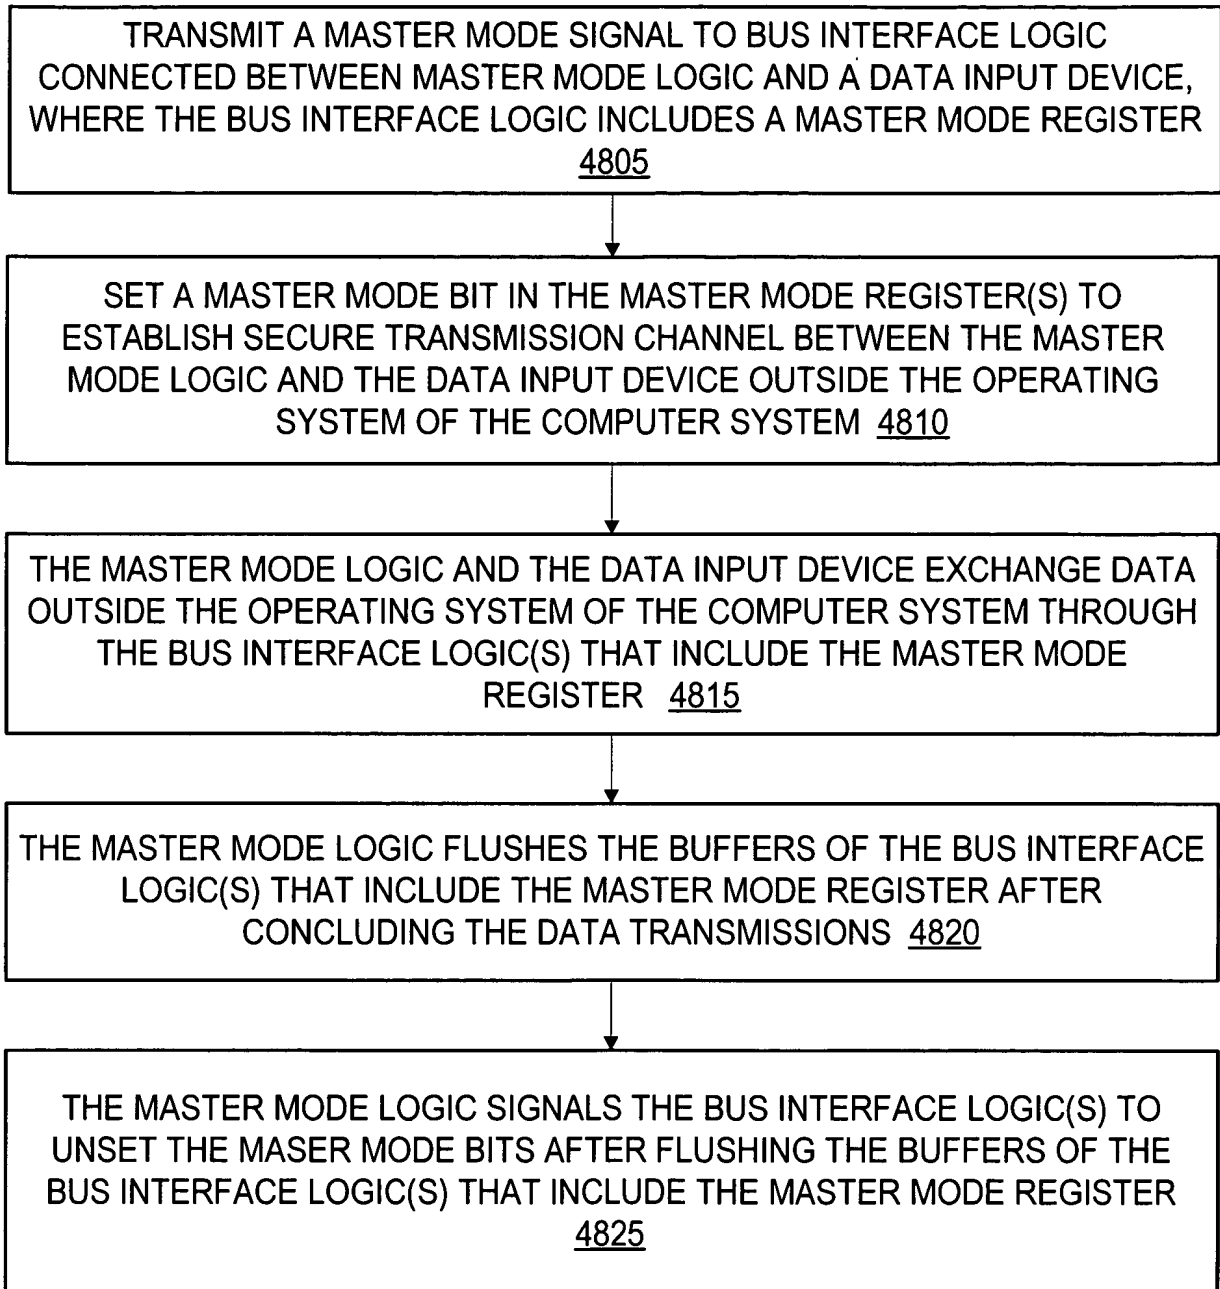 TRANSMIT A MASTER MODE SIGNAL TO BUS INTERFACE LOGIC
CONNECTED BETWEEN MASTER MODE LOGIC AND A DATA INPUT DEVICE,
WHERE THE BUS INTERFACE LOGIC INCLUDES A MASTER MODE REGISTER
4805
SET A MASTER MODE BIT IN THE MASTER MODE REGISTER(S) TO
ESTABLISH SECURE TRANSMISSION CHANNEL BETWEEN THE MASTER
MODE LOGIC AND THE DATA INPUT DEVICE OUTSIDE THE OPERATING
SYSTEM OF THE COMPUTER SYSTEM 4810
THE MASTER MODE LOGIC AND THE DATA INPUT DEVICE EXCHANGE DATA
OUTSIDE THE OPERATING SYSTEM OF THE COMPUTER SYSTEM THROUGH
THE BUS INTERFACE LOGIC(S) THAT INCLUDE THE MASTER MODE
REGISTER 4815
THE MASTER MODE LOGIC FLUSHES THE BUFFERS OF THE BUS INTERFACE
LOGIC(S) THAT INCLUDE THE MASTER MODE REGISTER AFTER
CONCLUDING THE DATA TRANSMISSIONS 4820
THE MASTER MODE LOGIC SIGNALS THE BUS INTERFACE LOGIC(S) TO
UNSET THE MASER MODE BITS AFTER FLUSHING THE BUFFERS OF THE
BUS INTERFACE LOGIC(S) THAT INCLUDE THE MASTER MODE REGISTER
4825